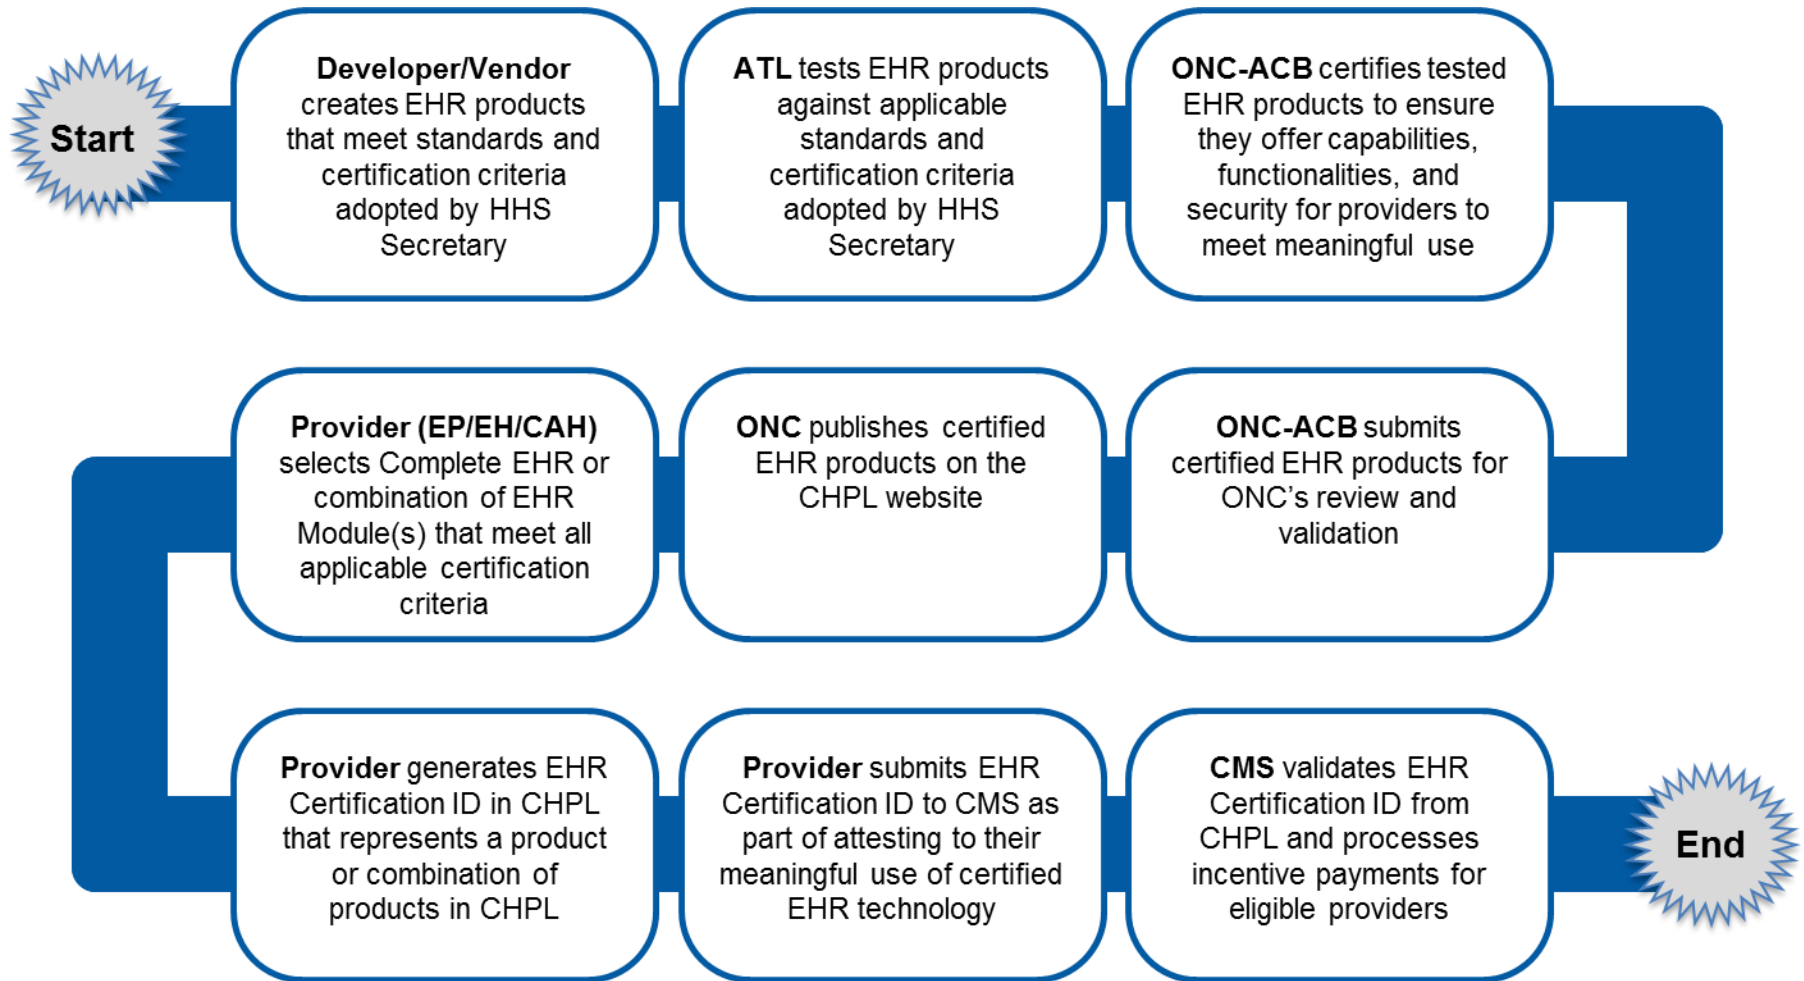 Start
Developer/Vendor
creates EHR products
that meet standards and
certification criteria
adopted by HHS
Secretary
ATL tests EHR products
against applicable
standards and
certification criteria
adopted by HHS
Secretary
ONC-ACB certifies tested
EHR products to ensure
they offer capabilities,
functionalities, and
security for providers to
meet meaningful use
ONC-ACB submits
certified EHR products for
ONC’s review and
validation
ONC publishes certified
EHR products on the
CHPL website
Provider (EP/EH/CAH)
selects Complete EHR or
combination of EHR
Module(s) that meet all
applicable certification
criteria
Provider generates EHR
Certification ID in CHPL
that represents a product
or combination of
products in CHPL
Provider submits EHR
Certification ID to CMS as
part of attesting to their
meaningful use of certified
EHR technology
CMS validates EHR
Certification ID from
CHPL and processes
incentive payments for
eligible providers
End